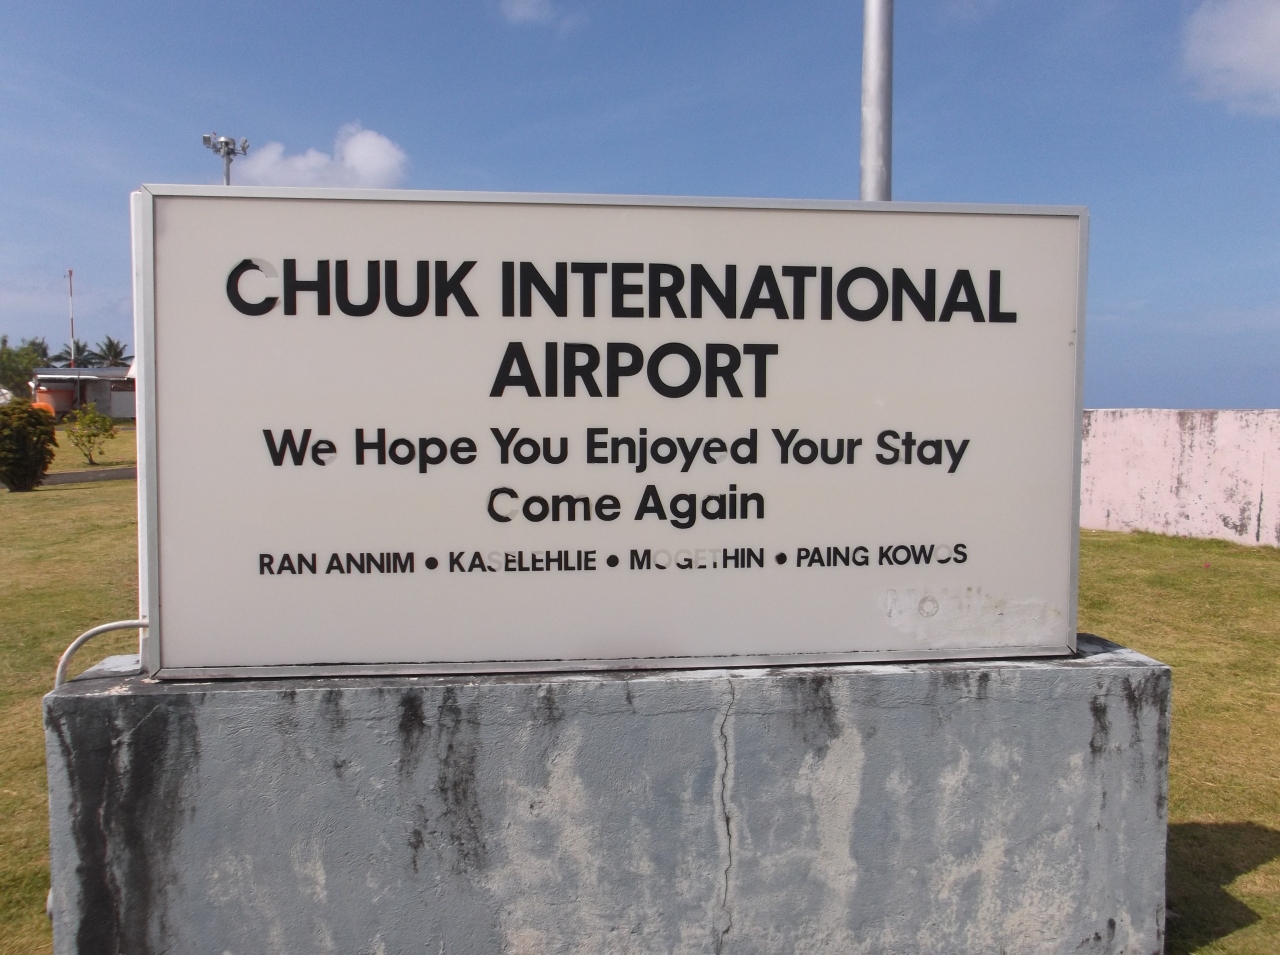 CHUUK INTERNATIONAL
AIRPORT
We Hope You Enjoyed Your Stay
Come Again
RAN ANNIM • KASELEHLIE • MOGETHIN • PAING KOWOS